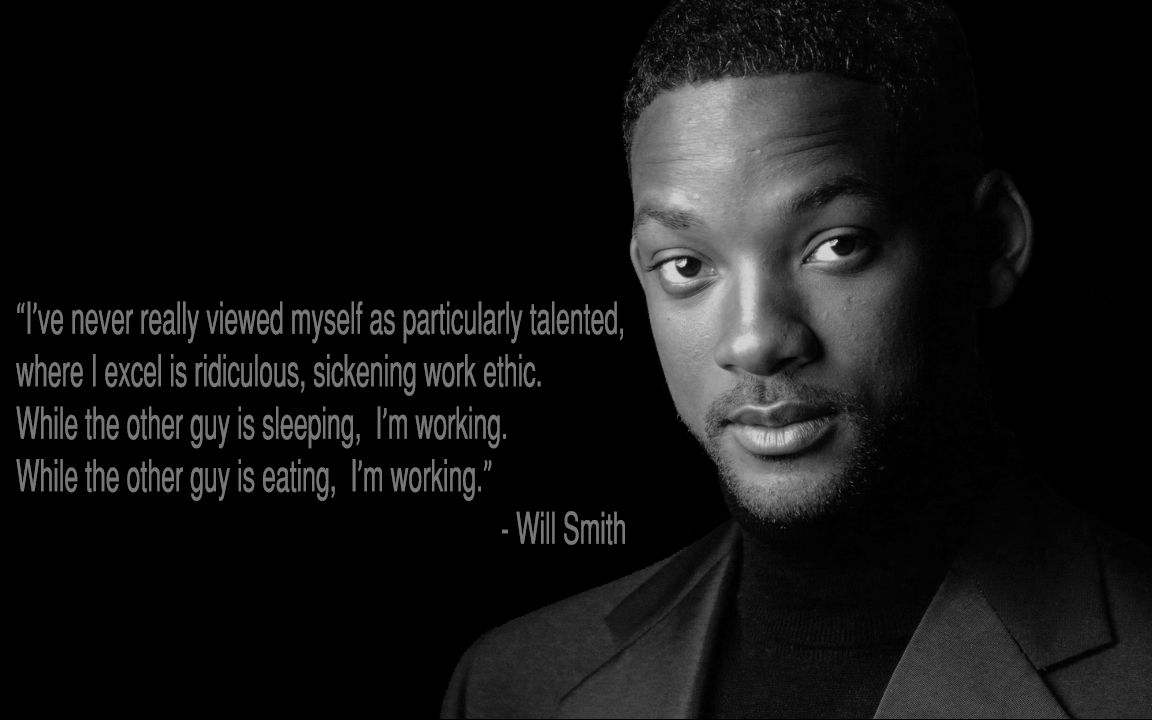 “I’ve never really viewed myself as particularly talented,
where I excel is ridiculous, sickening work ethic.
While the other guy is sleeping,  I’m working.
While the other guy is eating,  I’m working.”
- Will Smith